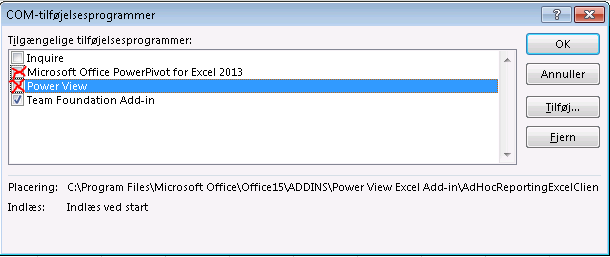 COM-tilføjelsesprogrammer
Tilgængelige tilføjelsesprogrammer:
Inquire
Microsoft Office PowerPivot for Excel 2013
Power View
Team Foundation Add-in
OK
Annuller
Tilføj...
Fjern
Placering: C:\Program Files\Microsoft Office\Office15\ADDINS\Power View Excel Add-in\AdHocReportingExcelClien
Indlæs: Indlæs ved start